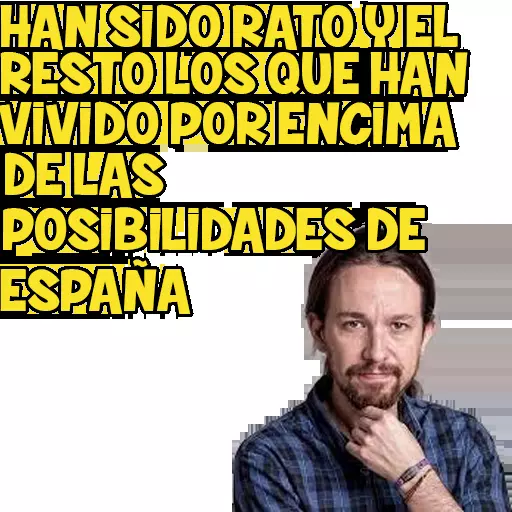 HAN SIDO RATO Y EL
RESTO LOS QUE HAN
VIVIDO POR ENCIMA
DE LAS
POSIBILIDADES DE
ESPAÑA